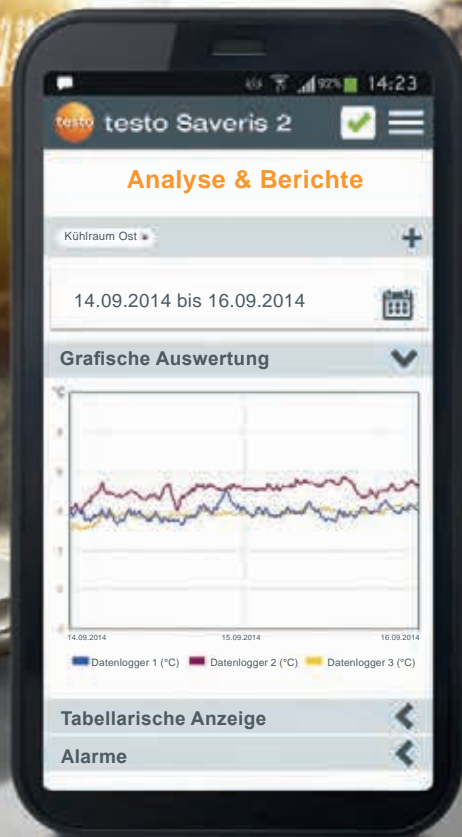 92% 14:23
testo testo Saveris 2
Analyse & Berichte
Kühlraum Ost
14.09.2014 bis 16.09.2014
Grafische Auswertung
°C
14.09.2014 15.09.2014 16.09.2014
Datenlogger 1 (°C) Datenlogger 2 (°C) Datenlogger 3 (°C)
Tabellarische Anzeige
Alarme